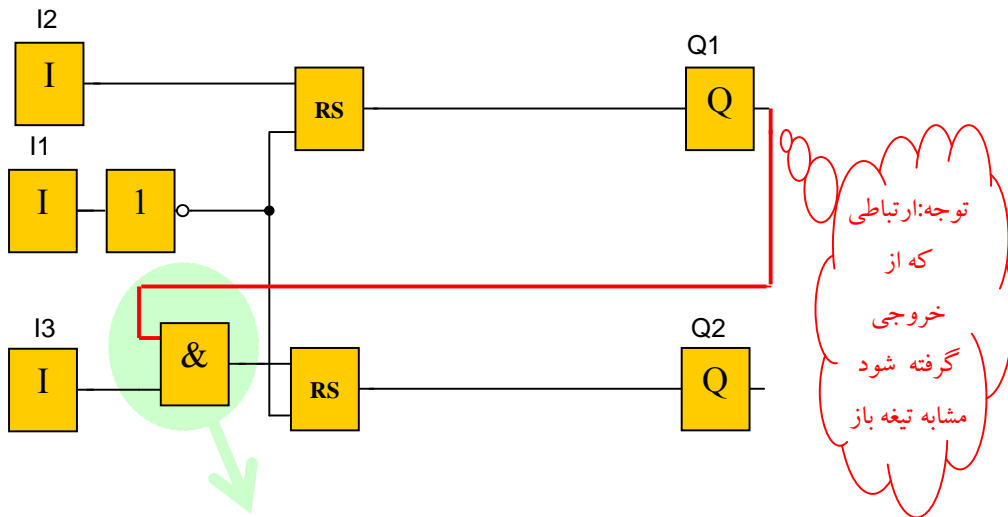 I2
I
RS
Q1
Q
I1
I
1
I3
I
&
RS
Q2
Q
توجه:ارتباطی
که از
خروجی
گرفته شود
مشابه تیغه باز